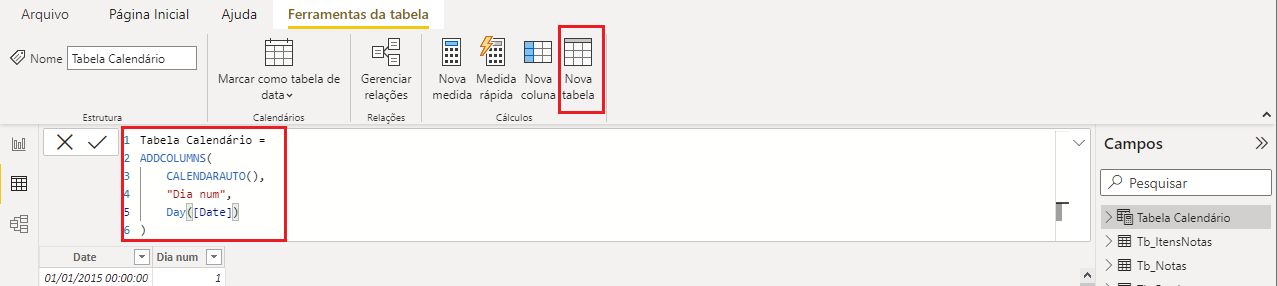 Arquivo Página Inicial Ajuda Ferramentas da tabela
Nome Tabela Calendário
Marcar como tabela de
data
Gerenciar
relações
Nova
medida
Medida
rápida
Nova
coluna
Nova
tabela
Estrutura Calendários Relações Cálculos
1 Tabela Calendário =
2 ADDCOLUMNS(
3 CALENDARAUTO(),
4 "Dia num",
5 Day([Date])
6 )
Date Dia num
01/01/2015 00:00:00 1
Campos
Pesquisar
Tabela Calendário
Tb_ItensNotas
Tb_Notas